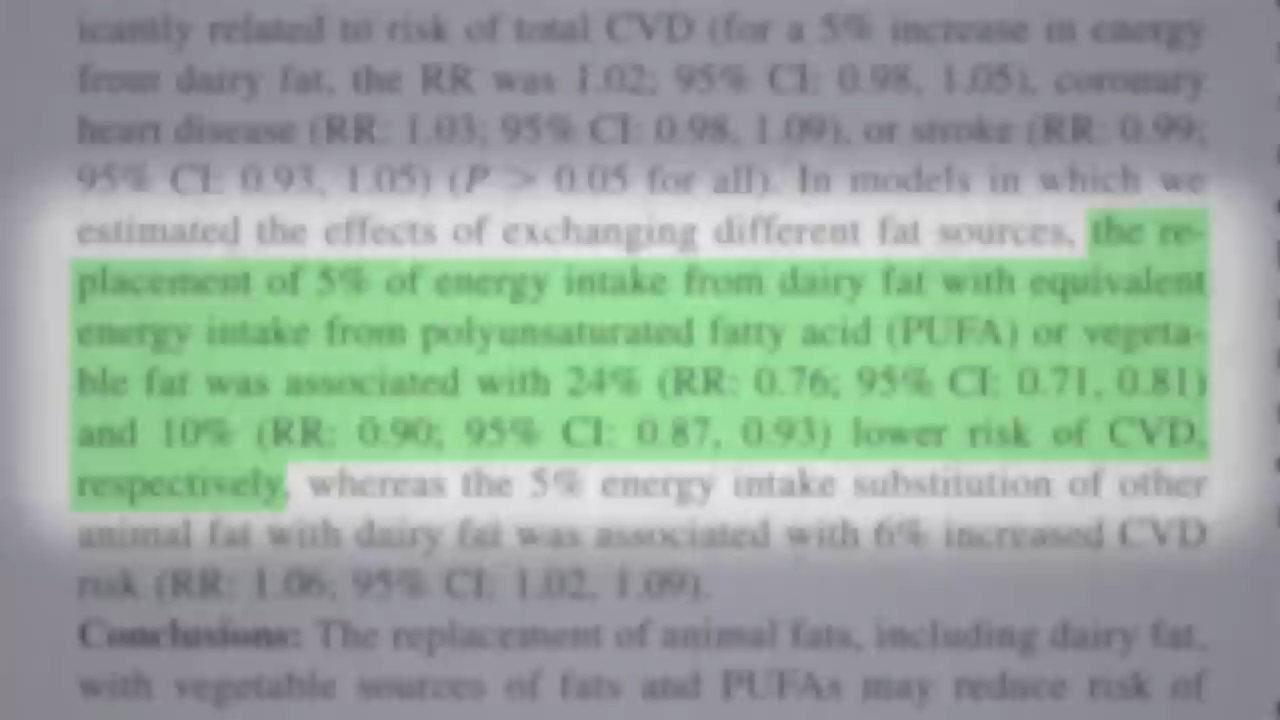 icantly related to risk of total CVD (for a 5% increase in energy
from dairy fat, the RR was 1.02; 95% CI: 0.98, 1.05), coronary
heart disease (RR: 1.03; 95% CI: 0.98, 1.09), or stroke (RR: 0.99;
95% CI: 0.93, 1.05) (P > 0.05 for all). In models in which we
estimated the effects of exchanging different fat sources, the re-
placement of 5% of energy intake from dairy fat with equivalent
energy intake from polyunsaturated fatty acid (PUFA) or vegeta-
ble fat was associated with 24% (RR: 0.76; 95% CI: 0.71, 0.81)
and 10% (RR: 0.90; 95% CI: 0.87, 0.93) lower risk of CVD,
respectively, whereas the 5% energy intake substitution of other
animal fat with dairy fat was associated with 6% increased CVD
risk (RR: 1.06; 95% CI: 1.02, 1.09).
Conclusions: The replacement of animal fats, including dairy fat,
with vegetable sources of fats and PUFAs may reduce risk of